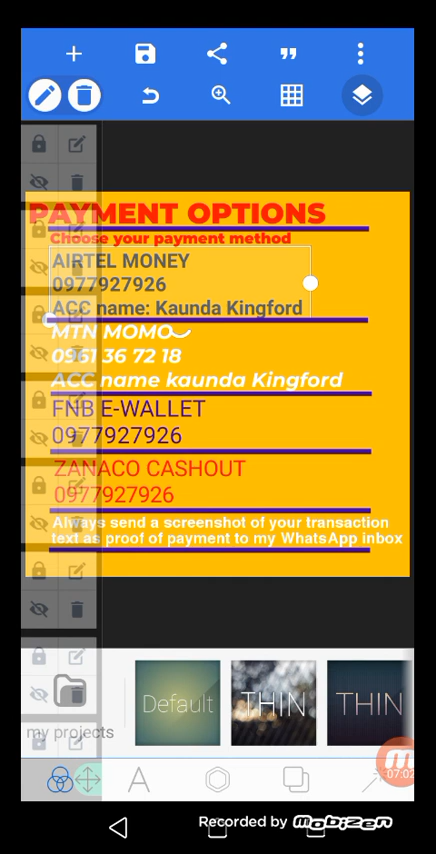 PAYMENT OPTIONS
Choose your payment method
AIRTEL MONEY
0977927926
ACC name: Kaunda Kingford
MTN MOMO
0961 36 72 18
ACC name kaunda Kingford
FNB E-WALLET
0977927926
ZANACO CASHOUT
0977927926
Always send a screenshot of your transaction
text as proof of payment to my WhatsApp inbox
my projects
Default
THIN
THIN
07:02
Recorded by Mobizen